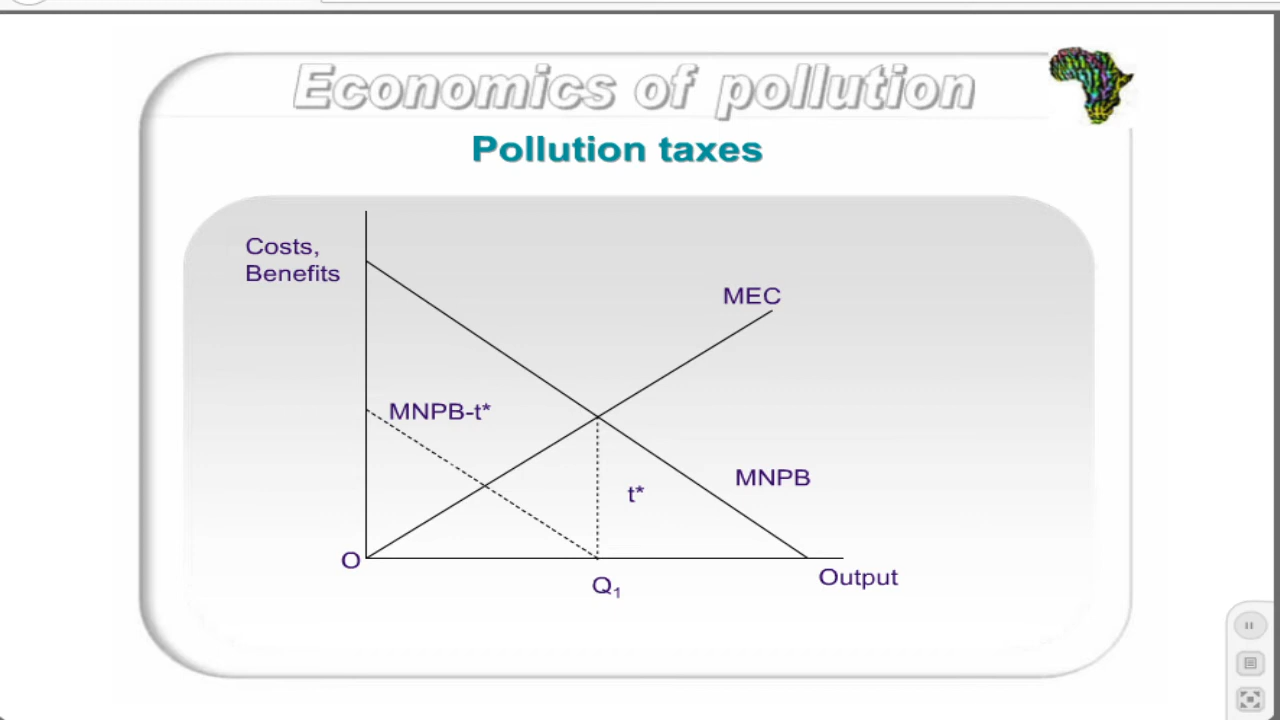 Economics of pollution
Pollution taxes
Costs,
Benefits
MEC
MNPB-t*
MNPB
t*
O
Q₁
Output